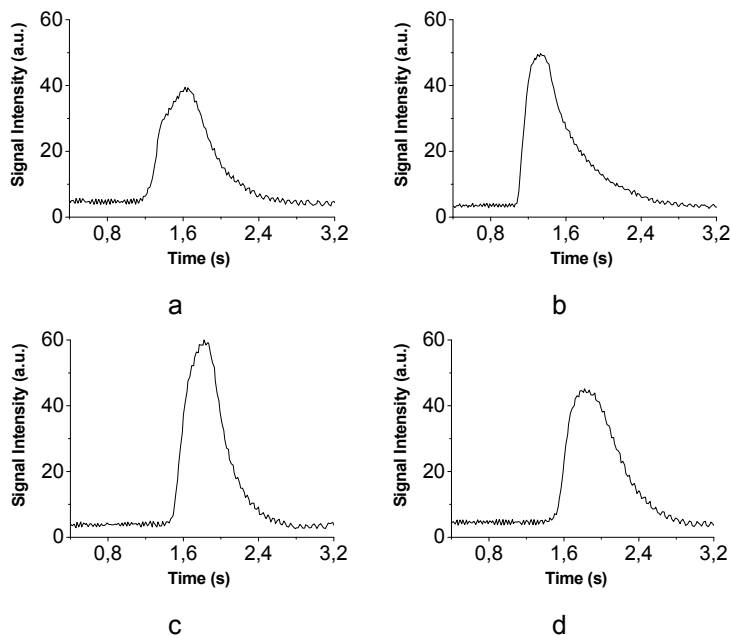 60
40
20
0
0,8
1,6
2,4
3,2
Signal Intensity (a.u.)
Time (s)
a
60
40
20
0
0,8
1,6
2,4
3,2
Signal Intensity (a.u.)
Time (s)
b
60
40
20
0
0,8
1,6
2,4
3,2
Signal Intensity (a.u.)
Time (s)
c
60
40
20
0
0,8
1,6
2,4
3,2
Signal Intensity (a.u.)
Time (s)
d